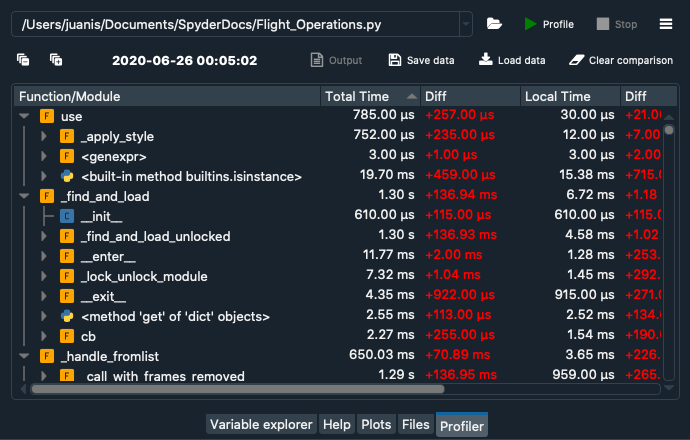 /Users/juanis/Documents/SpyderDocs/Flight_Operations.py Profile Stop
2020-06-26 00:05:02 Output Save data Load data Clear comparison
Function/Module Total Time Diff Local Time Diff
F use 785.00 µs +257.00 µs 30.00 µs +21.0
F _apply_style 752.00 µs +235.00 µs 12.00 µs +7.00
F <genexpr> 3.00 µs +1.00 µs 3.00 µs +2.00
<built-in method builtins.isinstance> 19.70 ms +459.00 µs 15.38 ms +715.
F _find_and_load 1.30 s +136.94 ms 6.72 ms +1.18
C __init__ 610.00 µs +115.00 µs 610.00 µs +115.0
F _find_and_load_unlocked 1.30 s +136.93 ms 4.58 ms +1.02
F __enter__ 11.77 ms +2.00 ms 1.28 ms +253.
F _lock_unlock_module 7.32 ms +1.04 ms 1.45 ms +292.
F __exit__ 4.35 ms +922.00 µs 915.00 µs +271.0
<method 'get' of 'dict' objects> 2.55 ms +113.00 µs 2.52 ms +134.
F cb 2.27 ms +255.00 µs 1.54 ms +190.
F _handle_fromlist 650.03 ms +70.89 ms 3.65 ms +226.
F _call_with_frames_removed 1.29 s +136.95 ms 959.00 µs +265.
Variable explorer Help Plots Files Profiler